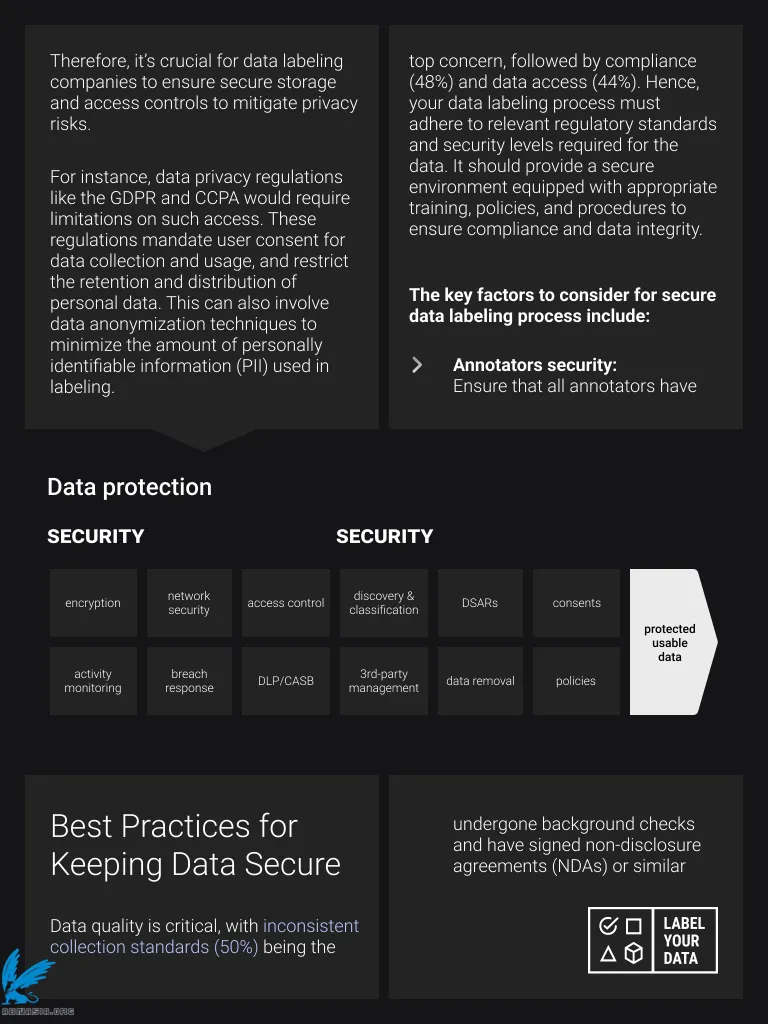 Therefore, it's crucial for data labeling
companies to ensure secure storage
and access controls to mitigate privacy
risks.
For instance, data privacy regulations
like the GDPR and CCPA would require
limitations on such access. These
regulations mandate user consent for
data collection and usage, and restrict
the retention and distribution of
personal data. This can also involve
data anonymization techniques to
minimize the amount of personally
identifiable information (PII) used in
labeling.
Data protection
SECURITY
encryption
network
security
access control
activity
monitoring
breach
response
DLP/CASB
SECURITY
discovery &
classification
DSARs
consents
3rd-party
management
data removal
policies
protected
usable
data
Best Practices for
Keeping Data Secure
Data quality is critical, with inconsistent
collection standards (50%) being the
top concern, followed by compliance
(48%) and data access (44%). Hence,
your data labeling process must
adhere to relevant regulatory standards
and security levels required for the
data. It should provide a secure
environment equipped with appropriate
training, policies, and procedures to
ensure compliance and data integrity.
The key factors to consider for secure
data labeling process include:
Annotators security:
Ensure that all annotators have
undergone background checks
and have signed non-disclosure
agreements (NDAs) or similar
LABEL
YOUR
DATA
ABNASIA.ORG